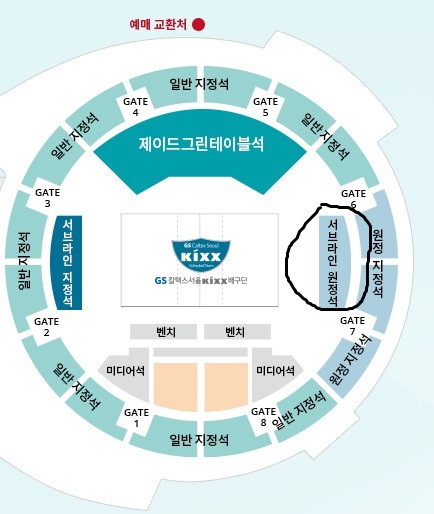 예매 교환처
일반 지정석
GATE
4
GATE
5
일반 지정석
일반 지정석
제이드그린테이블석
GATE
3
GATE
6
서브라인 지정석
일반 지정석
GS Caltex Seoul
KIXX
Volleyball Team
GS칼텍스서울KIXX배구단
서브라인 원정석
원정 지정석
GATE
2
GATE
7
벤치
벤치
미디어석
미디어석
원정 지정석
일반 지정석
GATE
1
GATE
8
일반 지정석
일반 지정석